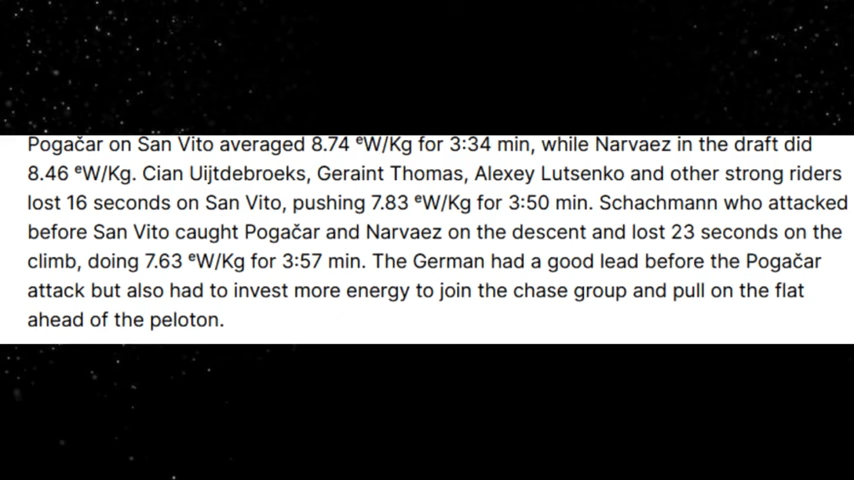 Pogačar on San Vito averaged 8.74 ᵉW/Kg for 3:34 min, while Narvaez in the draft did
8.46 ᵉW/Kg. Cian Uijtdebroeks, Geraint Thomas, Alexey Lutsenko and other strong riders
lost 16 seconds on San Vito, pushing 7.83 ᵉW/Kg for 3:50 min. Schachmann who attacked
before San Vito caught Pogačar and Narvaez on the descent and lost 23 seconds on the
climb, doing 7.63 ᵉW/Kg for 3:57 min. The German had a good lead before the Pogačar
attack but also had to invest more energy to join the chase group and pull on the flat
ahead of the peloton.